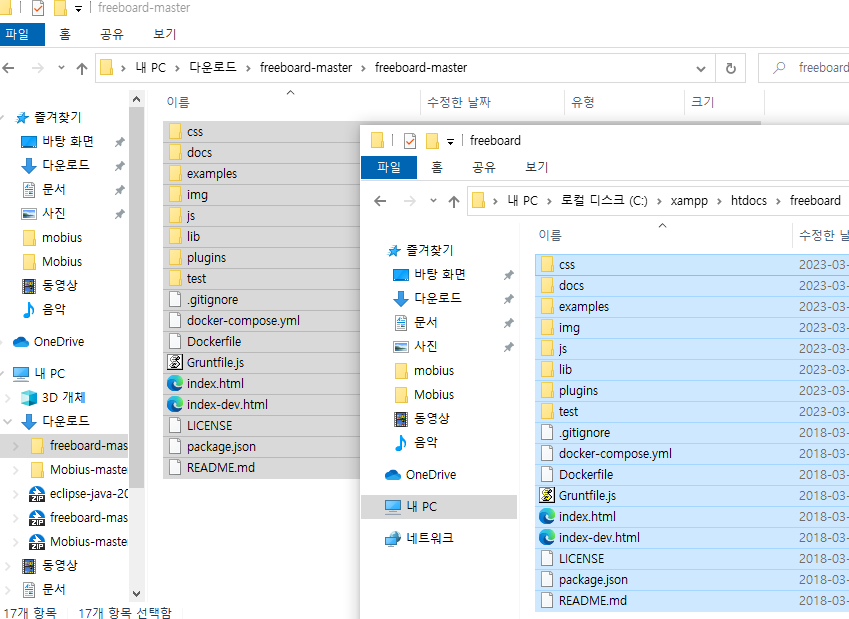 freeboard-master
파일 홈 공유 보기
내 PC 다운로드 freeboard-master freeboard-master
freeboard
이름 수정한 날짜 유형 크기
즐겨찾기
바탕 화면
다운로드
문서
사진
mobius
Mobius
동영상
음악
OneDrive
내 PC
3D 개체
다운로드
freeboard-mas
Mobius-maste
eclipse-java-20
freeboard-mas
Mobius-maste
동영상
문서
css
docs
examples
img
js
lib
plugins
test
.gitignore
docker-compose.yml
Dockerfile
Gruntfile.js
index.html
index-dev.html
LICENSE
package.json
README.md
17개 항목 17개 항목 선택함
freeboard
파일 홈 공유 보기
내 PC 로컬 디스크 (C:) xampp htdocs freeboard
이름 수정한 날
즐겨찾기
바탕 화면
다운로드
문서
사진
mobius
Mobius
동영상
음악
OneDrive
내 PC
네트워크
css 2023-03-
docs 2023-03-
examples 2023-03-
img 2023-03-
js 2023-03-
lib 2023-03-
plugins 2023-03-
test 2023-03-
.gitignore 2018-03-
docker-compose.yml 2018-03-
Dockerfile 2018-03-
Gruntfile.js 2018-03-
index.html 2018-03-
index-dev.html 2018-03-
LICENSE 2018-03-
package.json 2018-03-
README.md 2018-03-